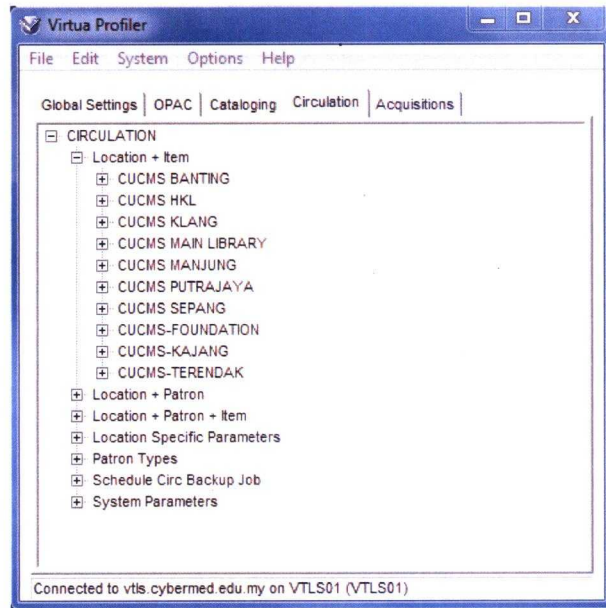 Virtua Profiler
File Edit System Options Help
Global Settings OPAC Cataloging Circulation Acquisitions
CIRCULATION
Location + Item
CUCMS BANTING
CUCMS HKL
CUCMS KLANG
CUCMS MAIN LIBRARY
CUCMS MANJUNG
CUCMS PUTRAJAYA
CUCMS SEPANG
CUCMS-FOUNDATION
CUCMS-KAJANG
CUCMS-TERENDAK
Location + Patron
Location + Patron + Item
Location Specific Parameters
Patron Types
Schedule Circ Backup Job
System Parameters
Connected to vtls.cybermed.edu.my on VTLS01 (VTLS01)